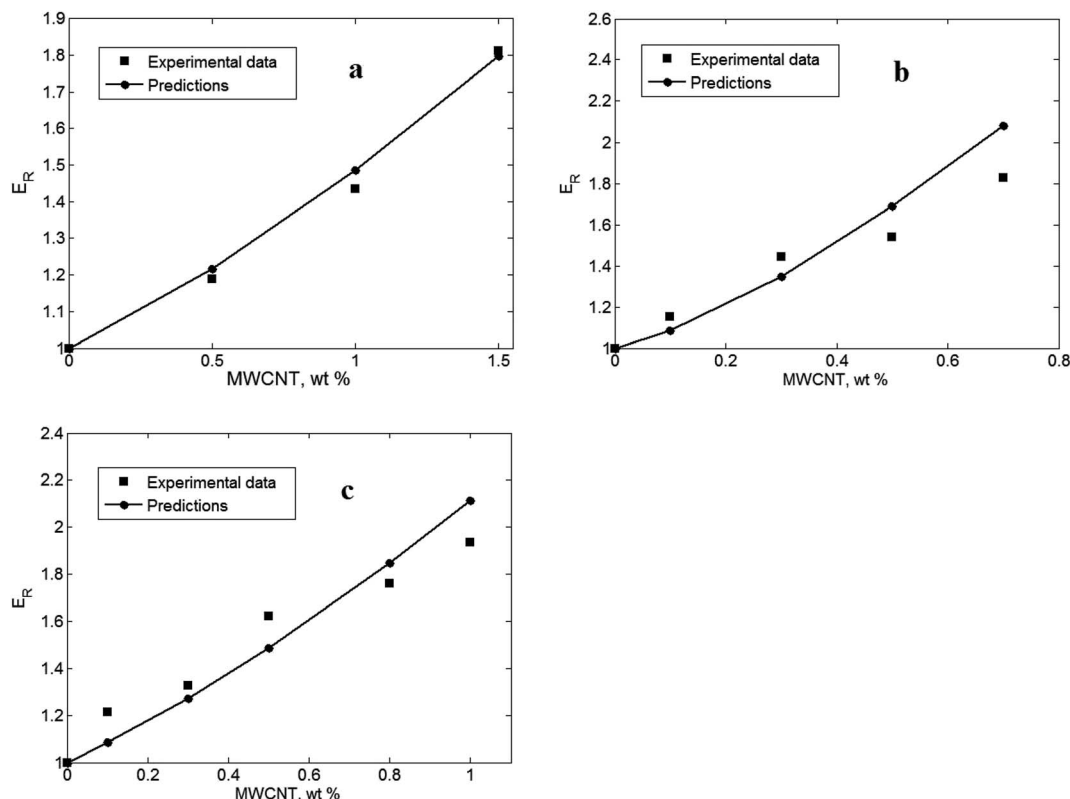 1.9
1.8
1.7
1.6
1.5
1.4
1.3
1.2
1.1
1
E_R
Experimental data
Predictions
a
0
0.5
1
1.5
MWCNT, wt %
2.6
2.4
2.2
2
1.8
1.6
1.4
1.2
1
E_R
Experimental data
Predictions
b
0
0.2
0.4
0.6
0.8
MWCNT, wt %
2.4
2.2
2
1.8
1.6
1.4
1.2
1
E_R
Experimental data
Predictions
c
0
0.2
0.4
0.6
0.8
1
MWCNT, wt %